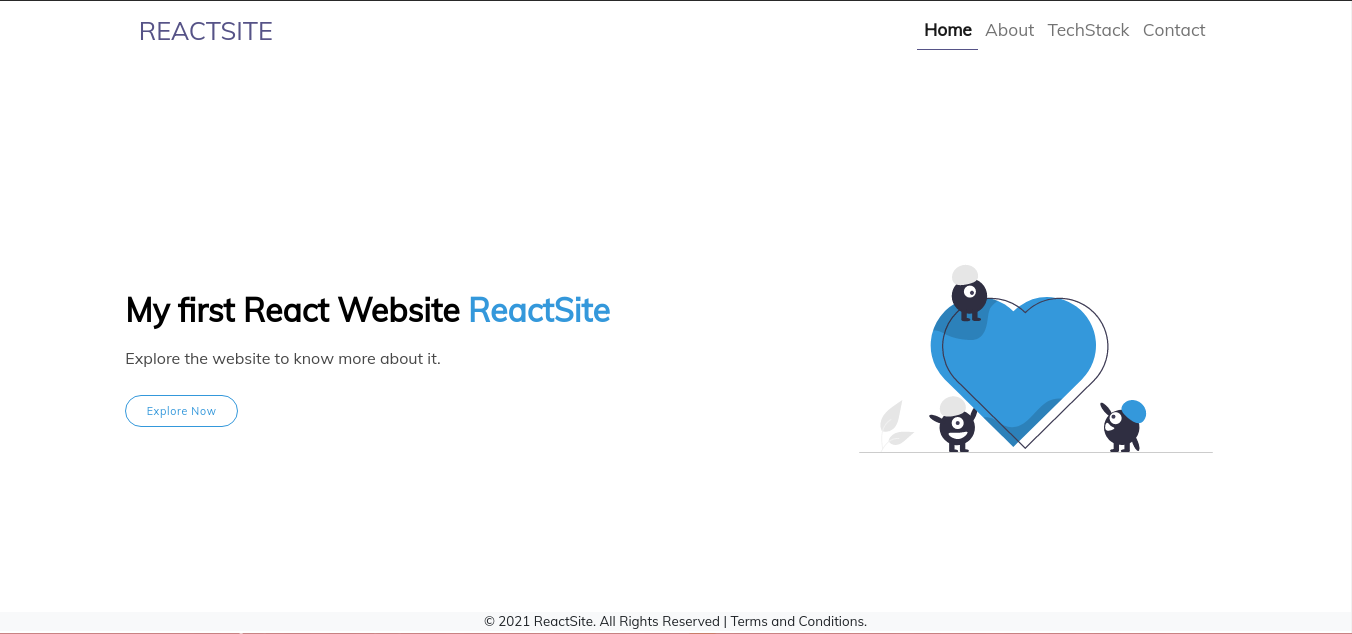 REACTSITE
Home About TechStack Contact
My first React Website ReactSite
Explore the website to know more about it.
Explore Now
© 2021 ReactSite. All Rights Reserved | Terms and Conditions.